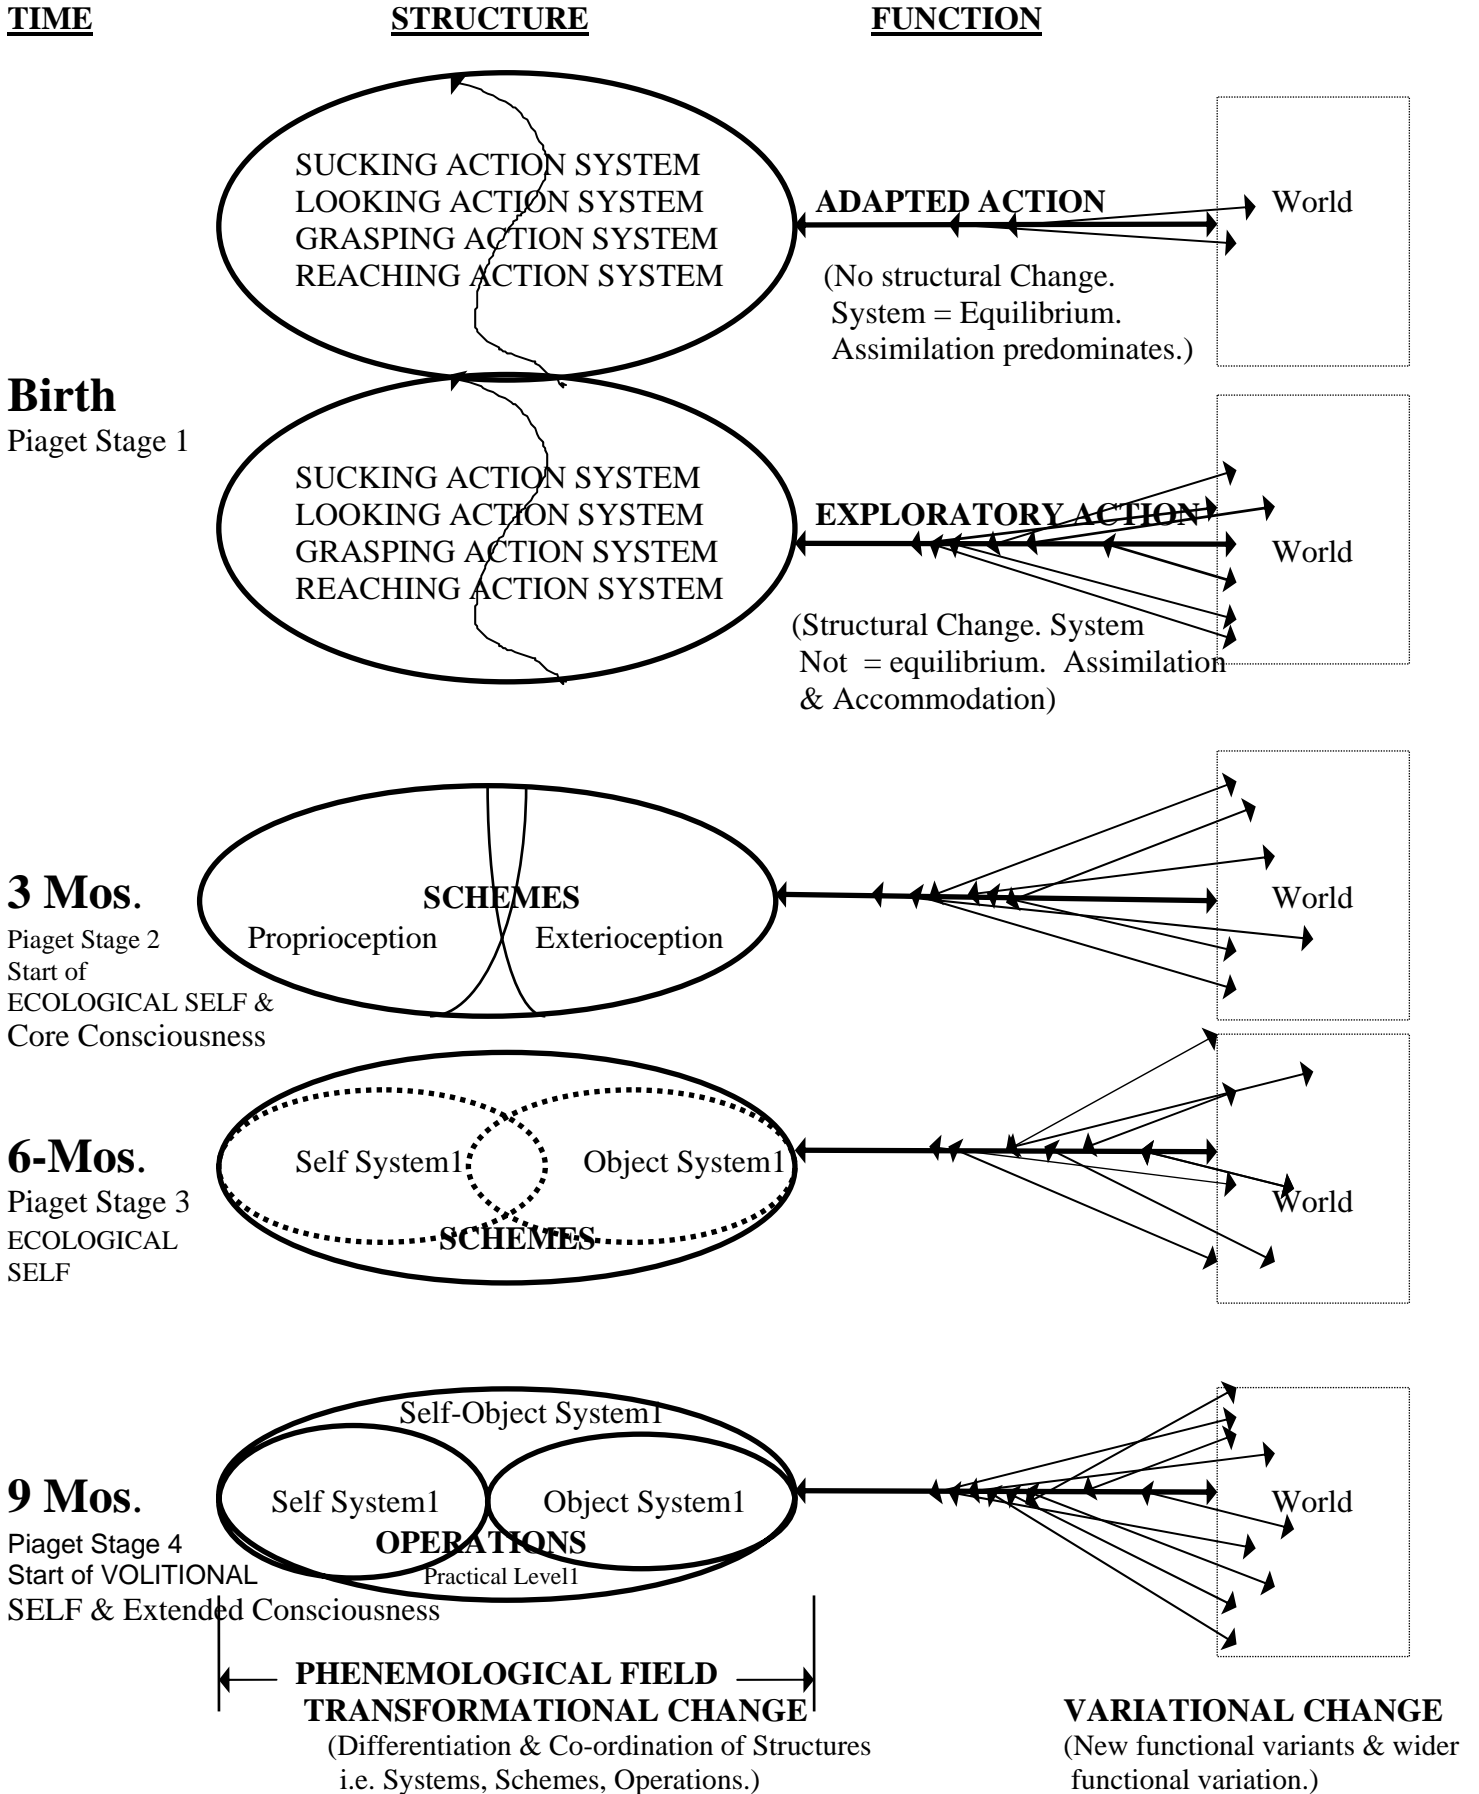 TIME STRUCTURE FUNCTION
SUCKING ACTION SYSTEM
LOOKING ACTION SYSTEM
GRASPING ACTION SYSTEM
REACHING ACTION SYSTEM
ADAPTED ACTION
World
(No structural Change.
System = Equilibrium.
Assimilation predominates.)
Birth
Piaget Stage 1
SUCKING ACTION SYSTEM
LOOKING ACTION SYSTEM
GRASPING ACTION SYSTEM
REACHING ACTION SYSTEM
EXPLORATORY ACTION
World
(Structural Change. System
Not = equilibrium. Assimilation
& Accommodation)
3 Mos.
Piaget Stage 2
Start of
ECOLOGICAL SELF &
Core Consciousness
SCHEMES
Proprioception Exterioception
World
6-Mos.
Piaget Stage 3
ECOLOGICAL
SELF
Self System1 Object System1
SCHEMES
World
9 Mos.
Piaget Stage 4
Start of VOLITIONAL
SELF & Extended Consciousness
Self-Object System1
Self System1 Object System1
OPERATIONS
Practical Level1
World
PHENEMOLOGICAL FIELD
TRANSFORMATIONAL CHANGE
(Differentiation & Co-ordination of Structures
i.e. Systems, Schemes, Operations.)
VARIATIONAL CHANGE
(New functional variants & wider
functional variation.)